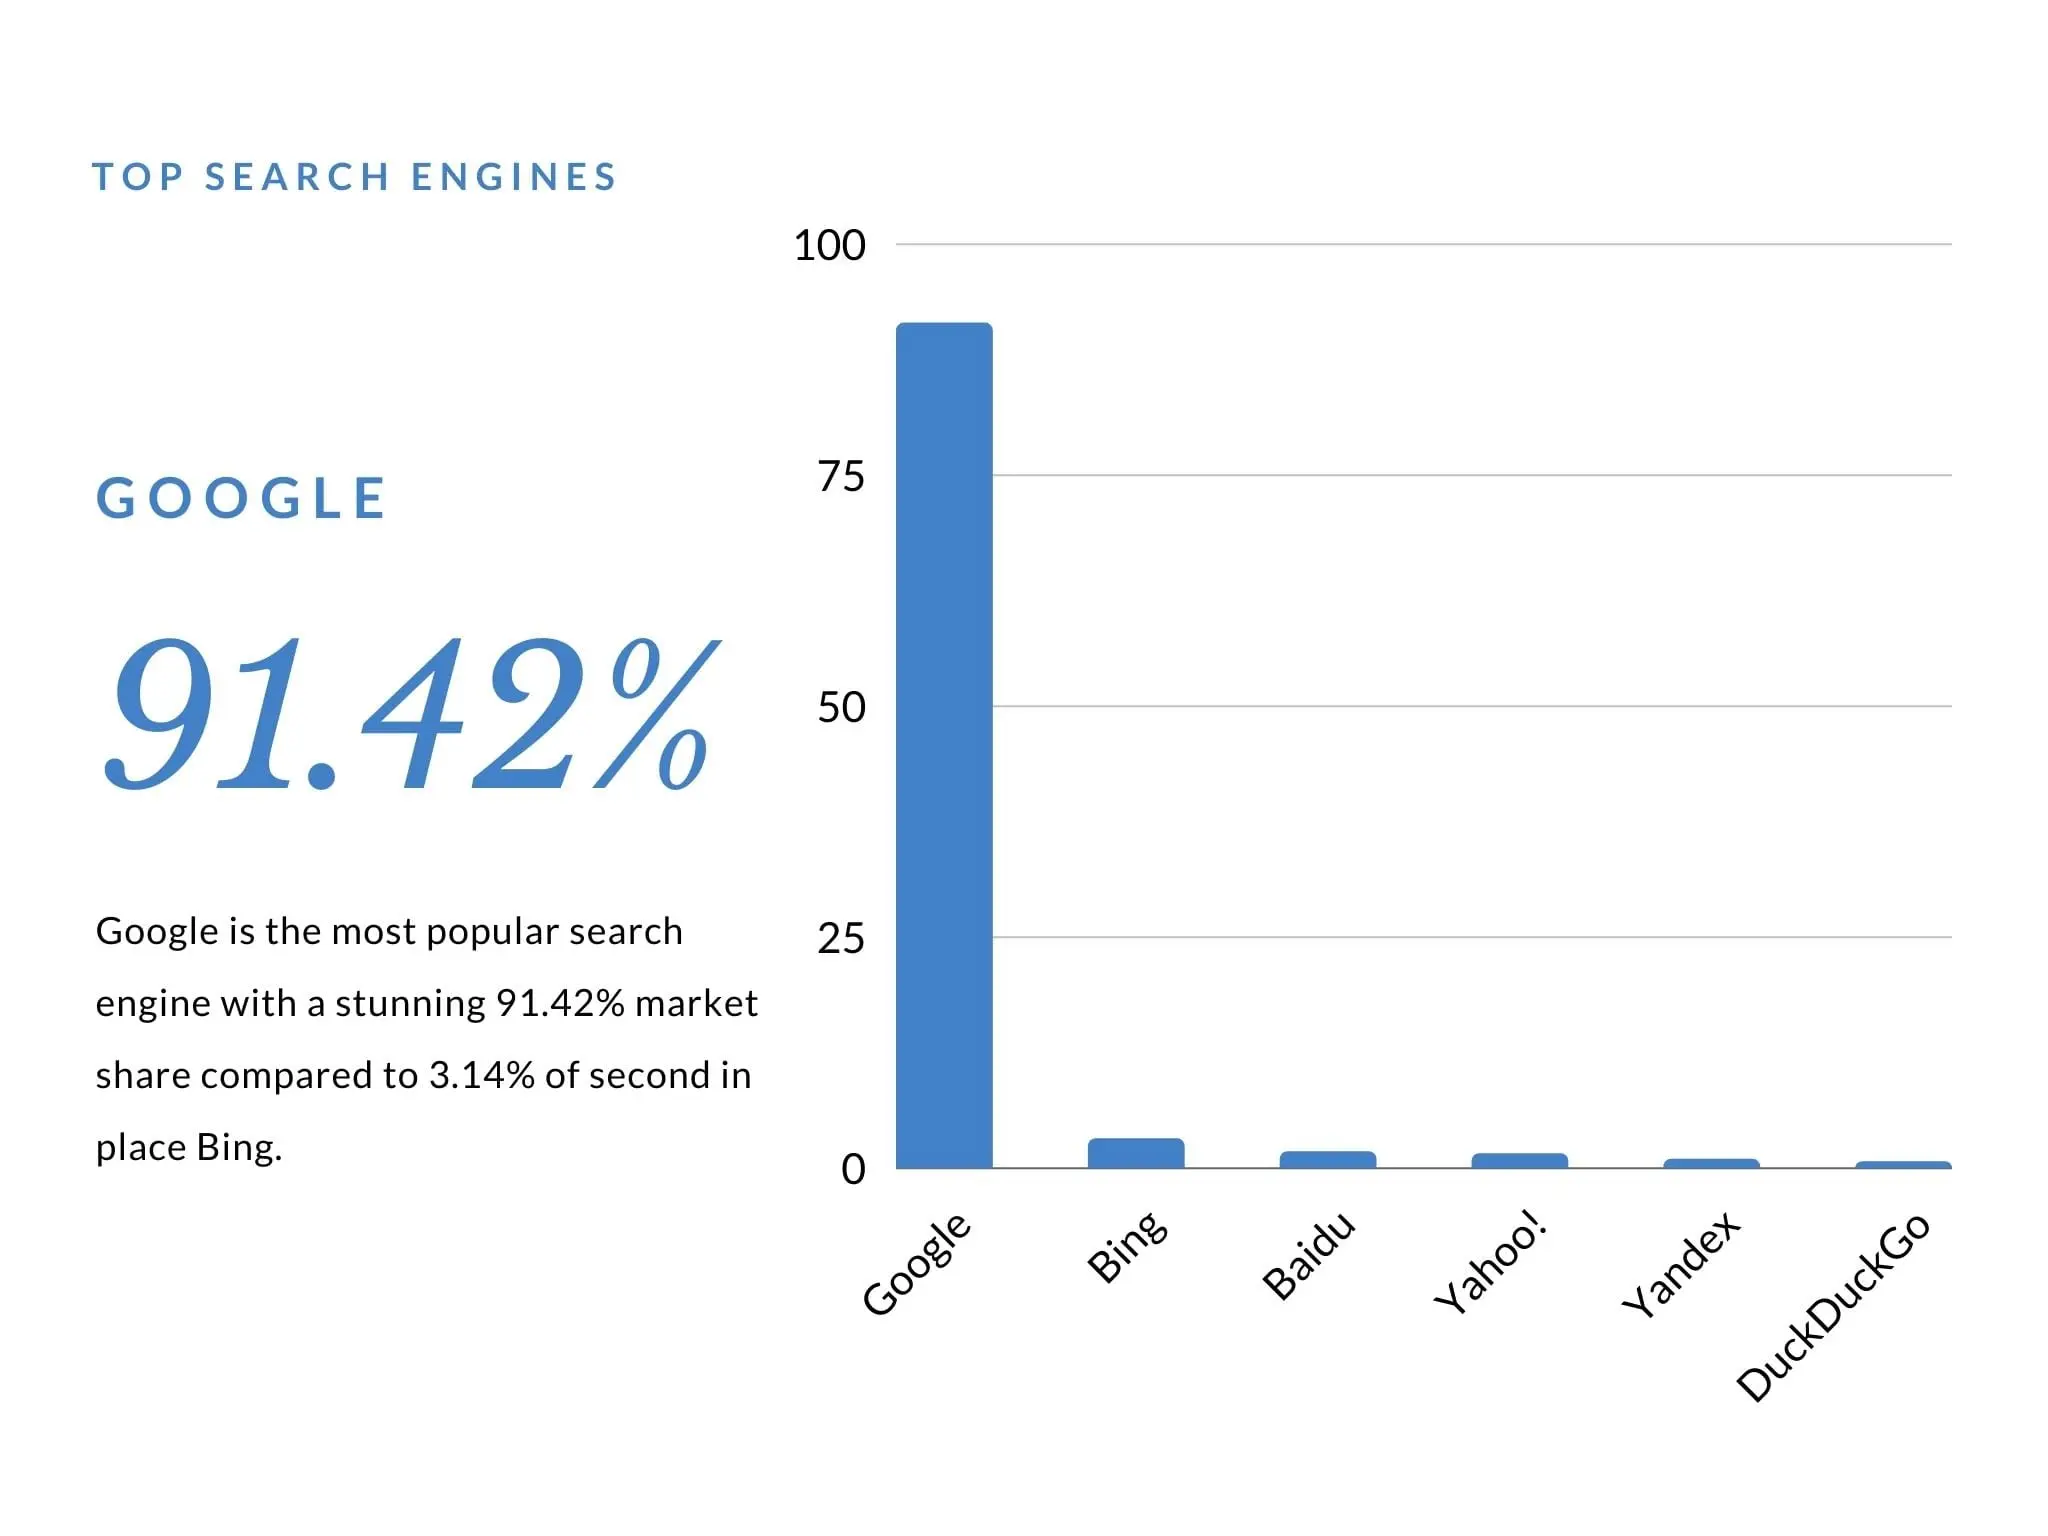 TOP SEARCH ENGINES
GOOGLE
91.42%
Google is the most popular search
engine with a stunning 91.42% market
share compared to 3.14% of second in
place Bing.
100
75
50
25
0
Google
Bing
Baidu
Yahoo!
Yandex
DuckDuckGo